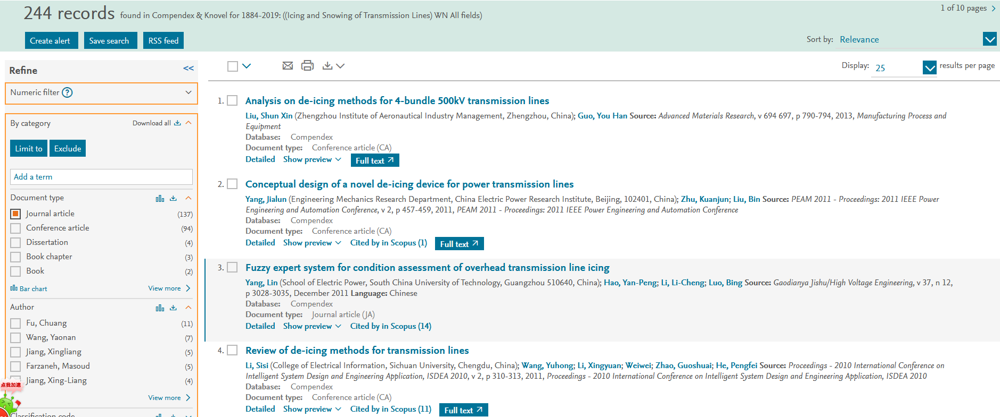 244 records found in Compendex & Knovel for 1884-2019: ((Icing and Snowing of Transmission Lines) WN All fields)
1 of 10 pages
Create alert Save search RSS feed
Sort by: Relevance
Refine <<
Numeric filter ?
By category Download all
Limit to Exclude
Add a term
Document type
Journal article (137)
Conference article (94)
Dissertation (4)
Book chapter (3)
Book (2)
Bar chart View more
Author
Fu, Chuang (11)
Wang, Yaonan (7)
Jiang, Xingliang (5)
Farzaneh, Masoud (5)
Jiang, Xing-Liang (4)
View more
Classification code
点我加速
Display: 25 results per page
1. Analysis on de-icing methods for 4-bundle 500kV transmission lines
Liu, Shun Xin (Zhengzhou Institute of Aeronautical Industry Management, Zhengzhou, China); Guo, You Han Source: Advanced Materials Research, v 694 697, p 790-794, 2013, Manufacturing Process and
Equipment
Database: Compendex
Document type: Conference article (CA)
Detailed Show preview Full text
2. Conceptual design of a novel de-icing device for power transmission lines
Yang, Jialun (Engineering Mechanics Research Department, China Electric Power Research Institute, Beijing, 102401, China); Zhu, Kuanjun; Liu, Bin Source: PEAM 2011 - Proceedings: 2011 IEEE Power
Engineering and Automation Conference, v 2, p 457-459, 2011, PEAM 2011 - Proceedings: 2011 IEEE Power Engineering and Automation Conference
Database: Compendex
Document type: Conference article (CA)
Detailed Show preview Cited by in Scopus (1) Full text
3. Fuzzy expert system for condition assessment of overhead transmission line icing
Yang, Lin (School of Electric Power, South China University of Technology, Guangzhou 510640, China); Hao, Yan-Peng; Li, Li-Cheng; Luo, Bing Source: Gaodianya Jishu/High Voltage Engineering, v 37, n 12,
p 3028-3035, December 2011 Language: Chinese
Database: Compendex
Document type: Journal article (JA)
Detailed Show preview Cited by in Scopus (14)
4. Review of de-icing methods for transmission lines
Li, Sisi (College of Electrical Information, Sichuan University, Chengdu, China); Wang, Yuhong; Li, Xingyuan; Weiwei; Zhao, Guoshuai; He, Pengfei Source: Proceedings - 2010 International Conference on
Intelligent System Design and Engineering Application, ISDEA 2010, v 2, p 310-313, 2011, Proceedings - 2010 International Conference on Intelligent System Design and Engineering Application, ISDEA 2010
Database: Compendex
Document type: Conference article (CA)
Detailed Show preview Cited by in Scopus (11) Full text